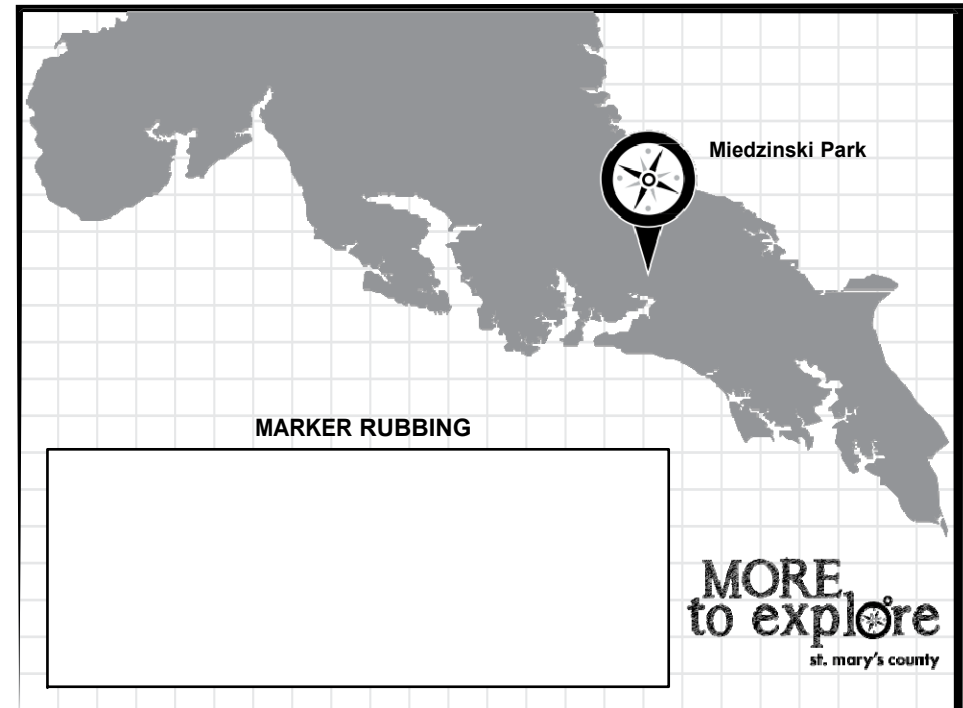 Miedzinski Park
MARKER RUBBING
MORE
to explore
st. mary's county